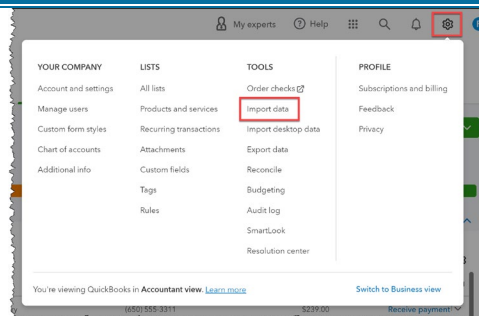 My experts Help
YOUR COMPANY LISTS TOOLS PROFILE
Account and settings All lists Order checks Subscriptions and billing
Manage users Products and services Import data Feedback
Custom form styles Recurring transactions Import desktop data Privacy
Chart of accounts Attachments Export data
Additional info Custom fields Reconcile
Tags Budgeting
Rules Audit log
SmartLook
Resolution center
You're viewing QuickBooks in Accountant view. Learn more Switch to Business view
(650) 555-3311 $239.00 Receive payment